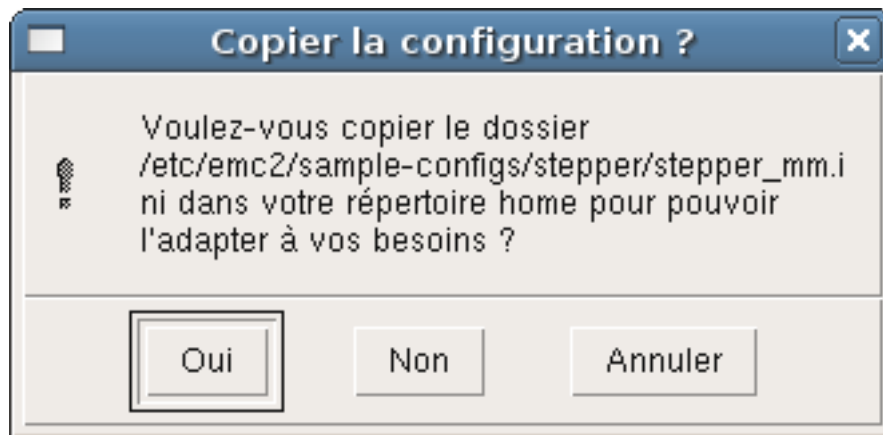 Copier la configuration ?
Voulez-vous copier le dossier
/etc/emc2/sample-configs/stepper/stepper_mm.i
ni dans votre répertoire home pour pouvoir
l'adapter à vos besoins ?
Oui Non Annuler